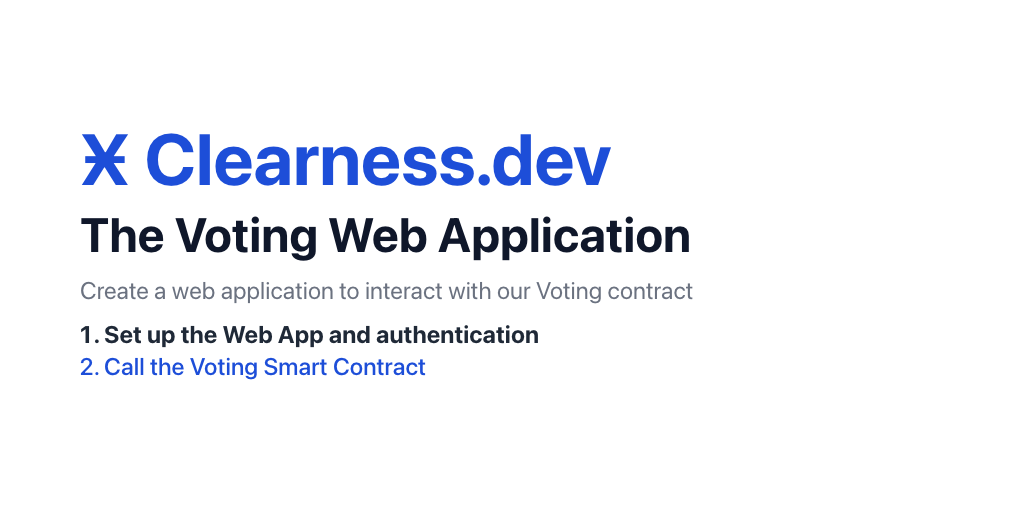 Ӿ Clearness.dev
The Voting Web Application
Create a web application to interact with our Voting contract
1. Set up the Web App and authentication
2. Call the Voting Smart Contract